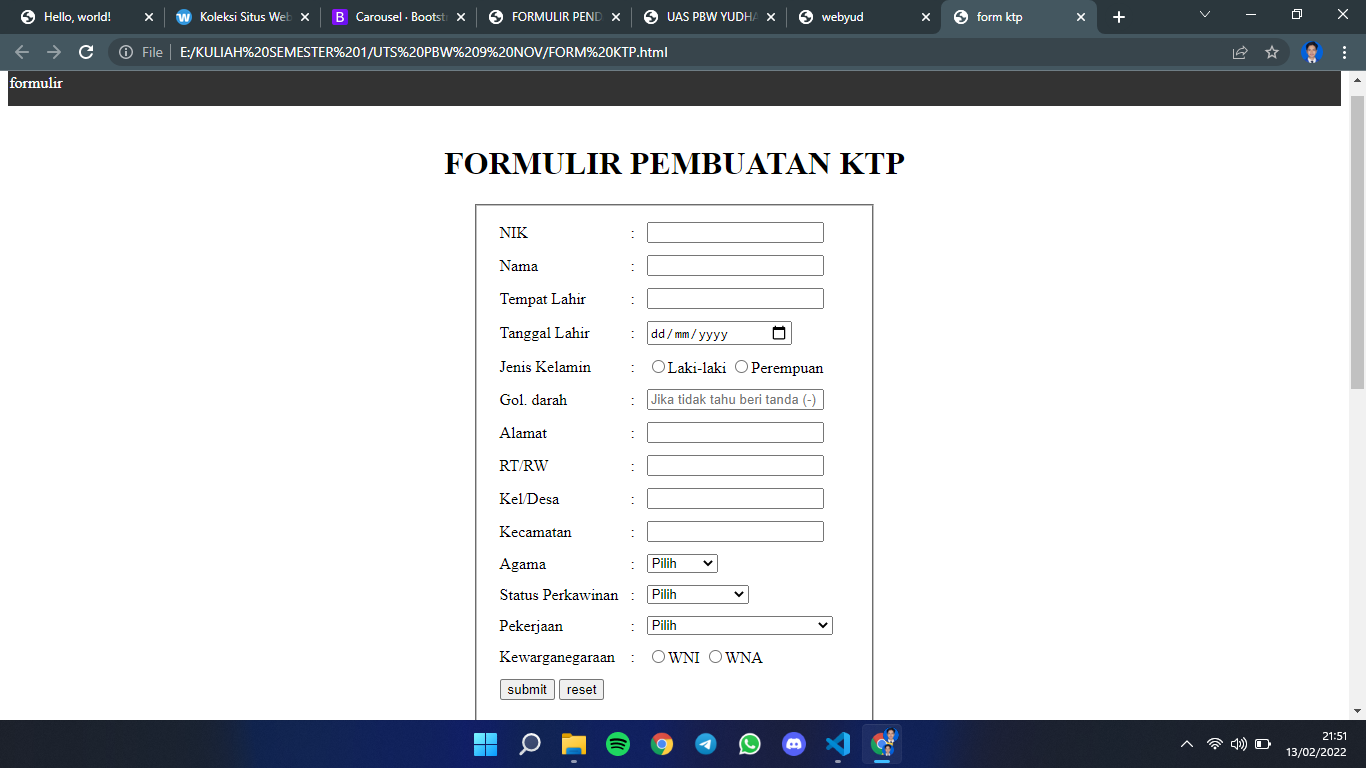 Hello, world!
Koleksi Situs Web
Carousel · Bootst
FORMULIR PEND
UAS PBW YUDHA
webyud
form ktp
File
E:/KULIAH%20SEMESTER%201/UTS%20PBW%209%20NOV/FORM%20KTP.html
formulir
FORMULIR PEMBUATAN KTP
NIK :
Nama :
Tempat Lahir :
Tanggal Lahir : dd/mm/yyyy
Jenis Kelamin : Laki-laki Perempuan
Gol. darah : Jika tidak tahu beri tanda (-)
Alamat :
RT/RW :
Kel/Desa :
Kecamatan :
Agama : Pilih
Status Perkawinan : Pilih
Pekerjaan : Pilih
Kewarganegaraan : WNI WNA
submit reset
21:51
13/02/2022